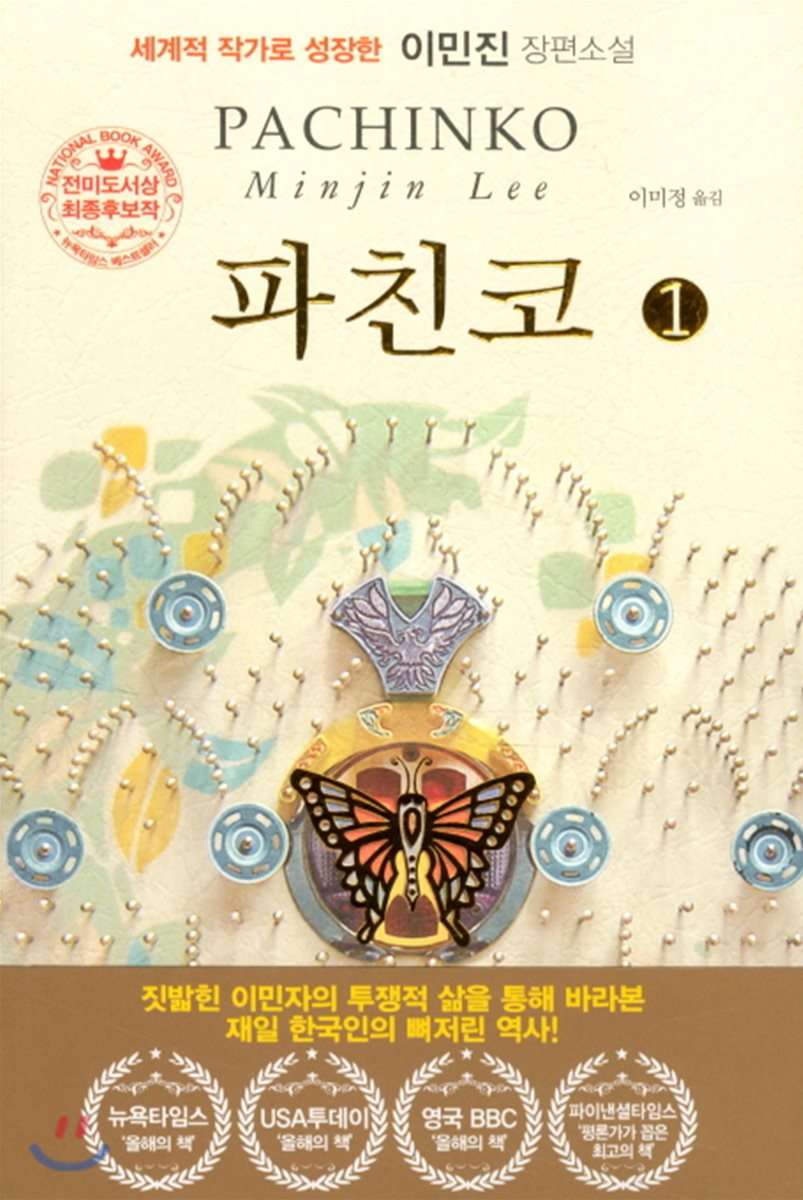 세계적 작가로 성장한 이민진 장편소설
PACHINKO
Minjin Lee
이미정 옮김
NATIONAL BOOK AWARD
전미도서상
최종후보작
뉴욕타임스 베스트셀러
파친코 1
짓밟힌 이민자의 투쟁적 삶을 통해 바라본
재일 한국인의 뼈저린 역사!
뉴욕타임스
‘올해의 책’
USA투데이
‘올해의 책’
영국 BBC
‘올해의 책’
파이낸셜타임스
‘평론가가 꼽은
최고의 책’